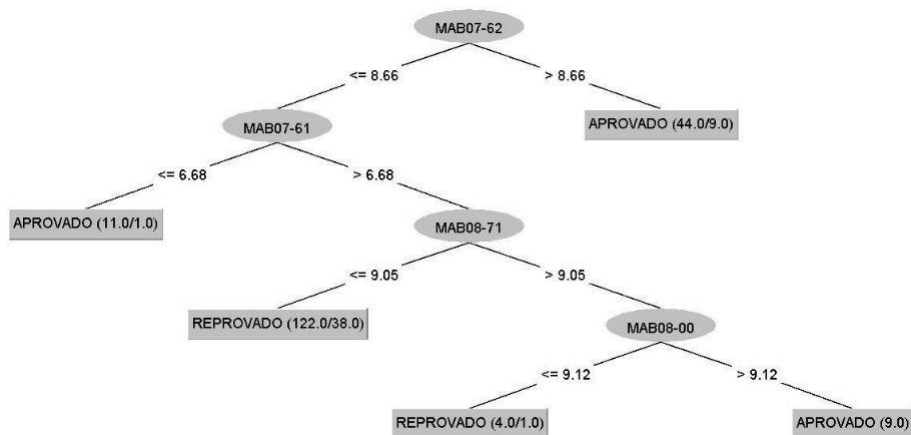 MAB07-62
<= 8.66
> 8.66
MAB07-61
APROVADO (44.0/9.0)
<= 6.68
> 6.68
APROVADO (11.0/1.0)
MAB08-71
<= 9.05
> 9.05
REPROVADO (122.0/38.0)
MAB08-00
<= 9.12
> 9.12
REPROVADO (4.0/1.0)
APROVADO (9.0)